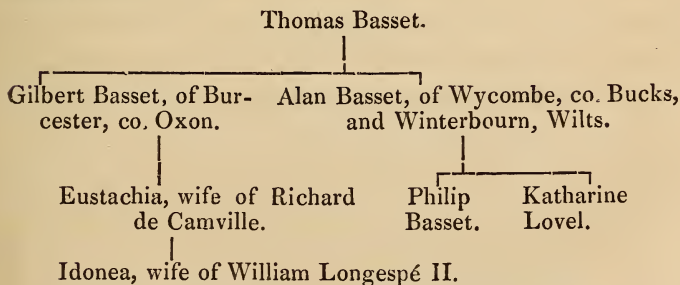 Thomas Basset.
Gilbert Basset, of Bur-
cester, co. Oxon.
Alan Basset, of Wycombe, co. Bucks,
and Winterbourn, Wilts.
Eustachia, wife of Richard
de Camville.
Philip
Basset.
Katharine
Lovel.
Idonea, wife of William Longespé II.